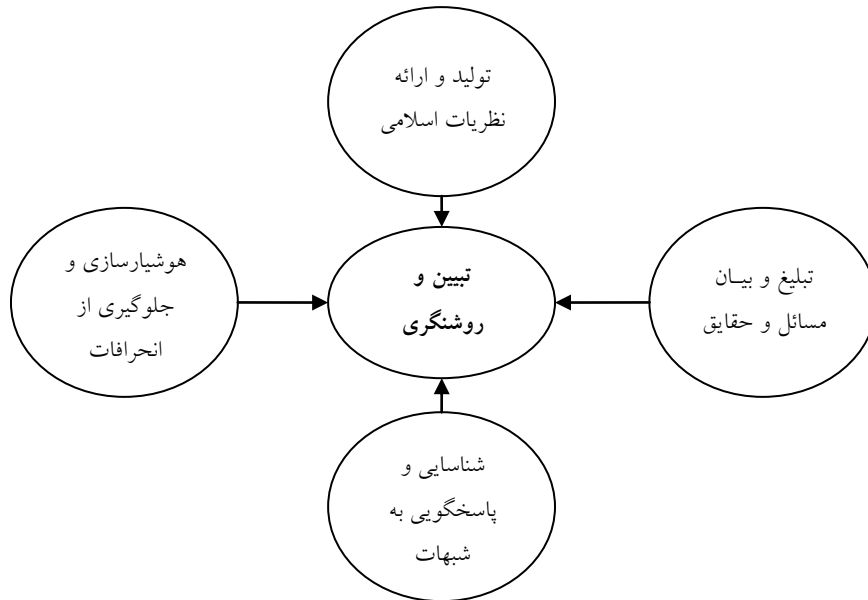 تولید و ارائه
نظریات اسلامی
تبلیغ و بیـان
مسائل و حقایق
تبیین و
روشنگری
هوشیارسازی و
جلوگیری از
انحرافات
شناسایی و
پاسخگویی به
شبهات